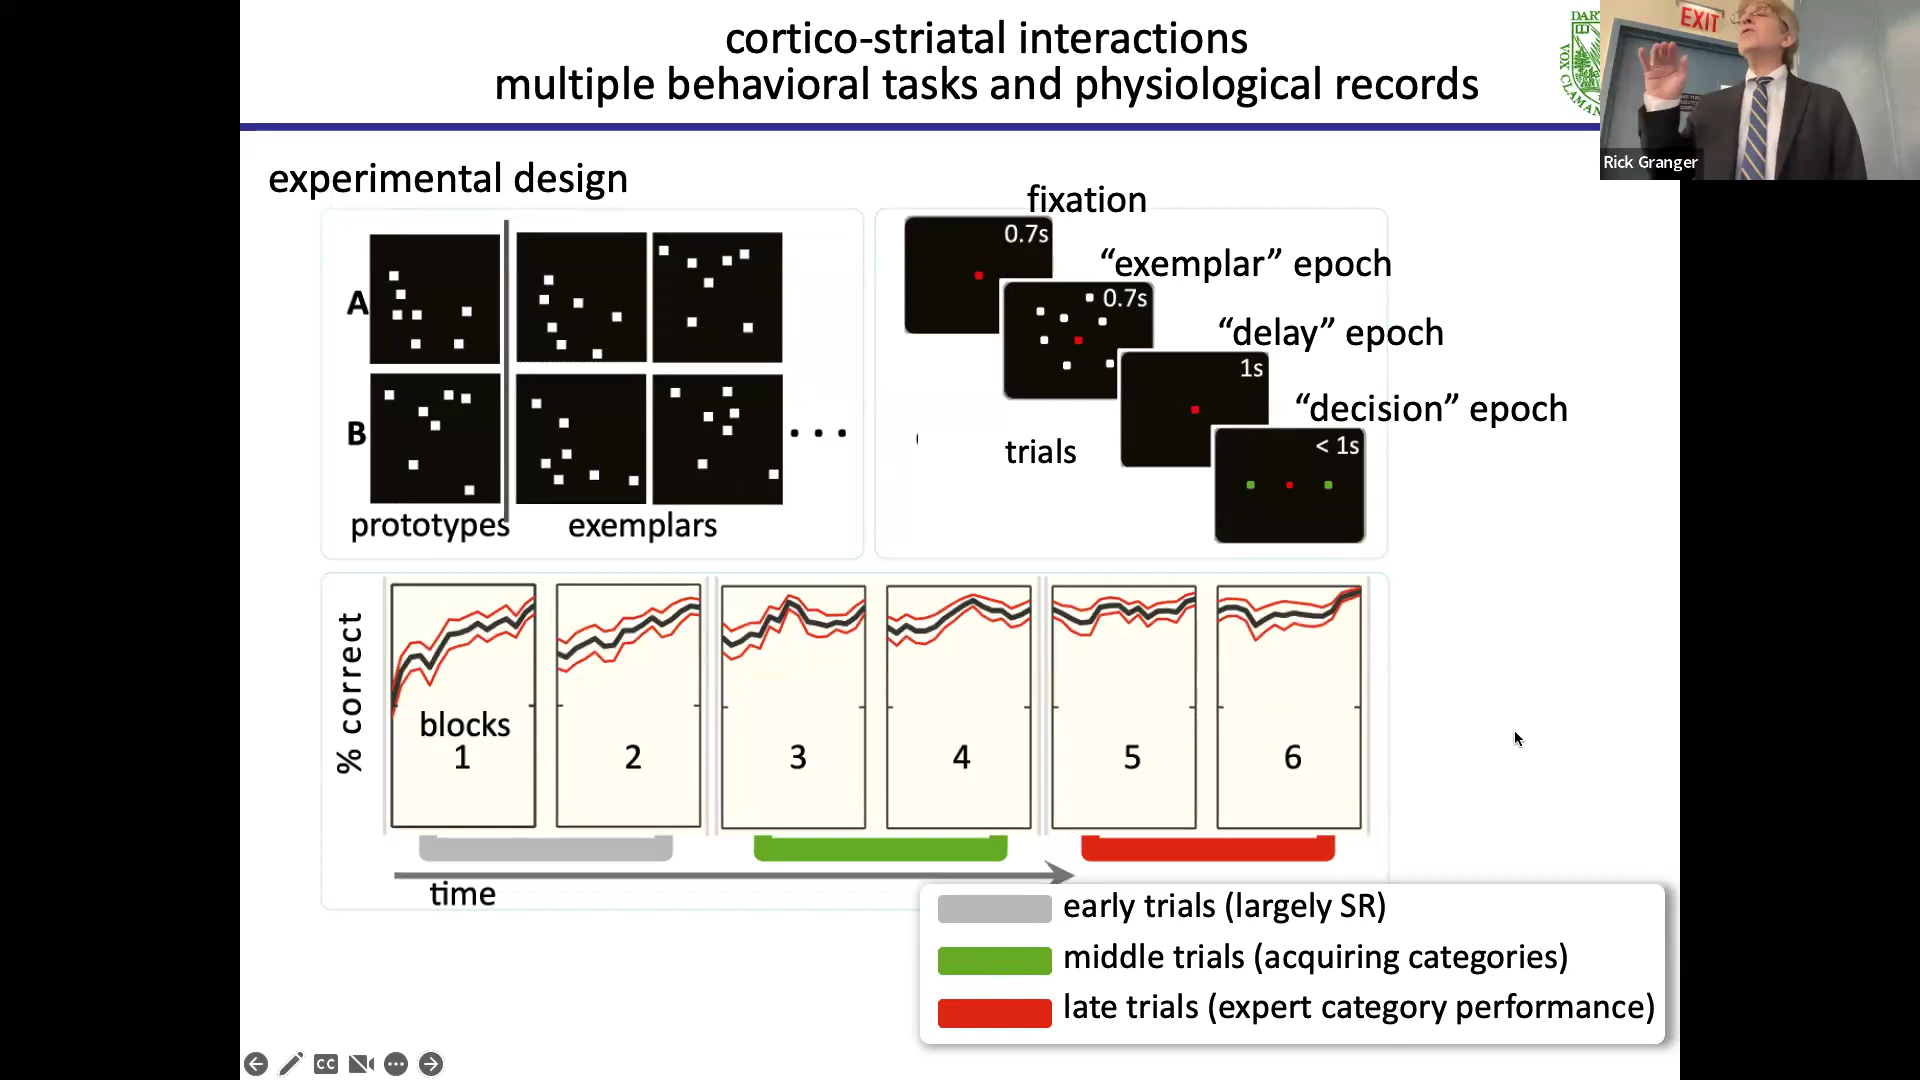 cortico-striatal interactions
multiple behavioral tasks and physiological records
EXIT
Rick Granger
experimental design
A
B
prototypes
exemplars
fixation
0.7s
“exemplar” epoch
0.7s
“delay” epoch
1s
“decision” epoch
< 1s
trials
% correct
blocks
1
2
3
4
5
6
time
early trials (largely SR)
middle trials (acquiring categories)
late trials (expert category performance)
CC